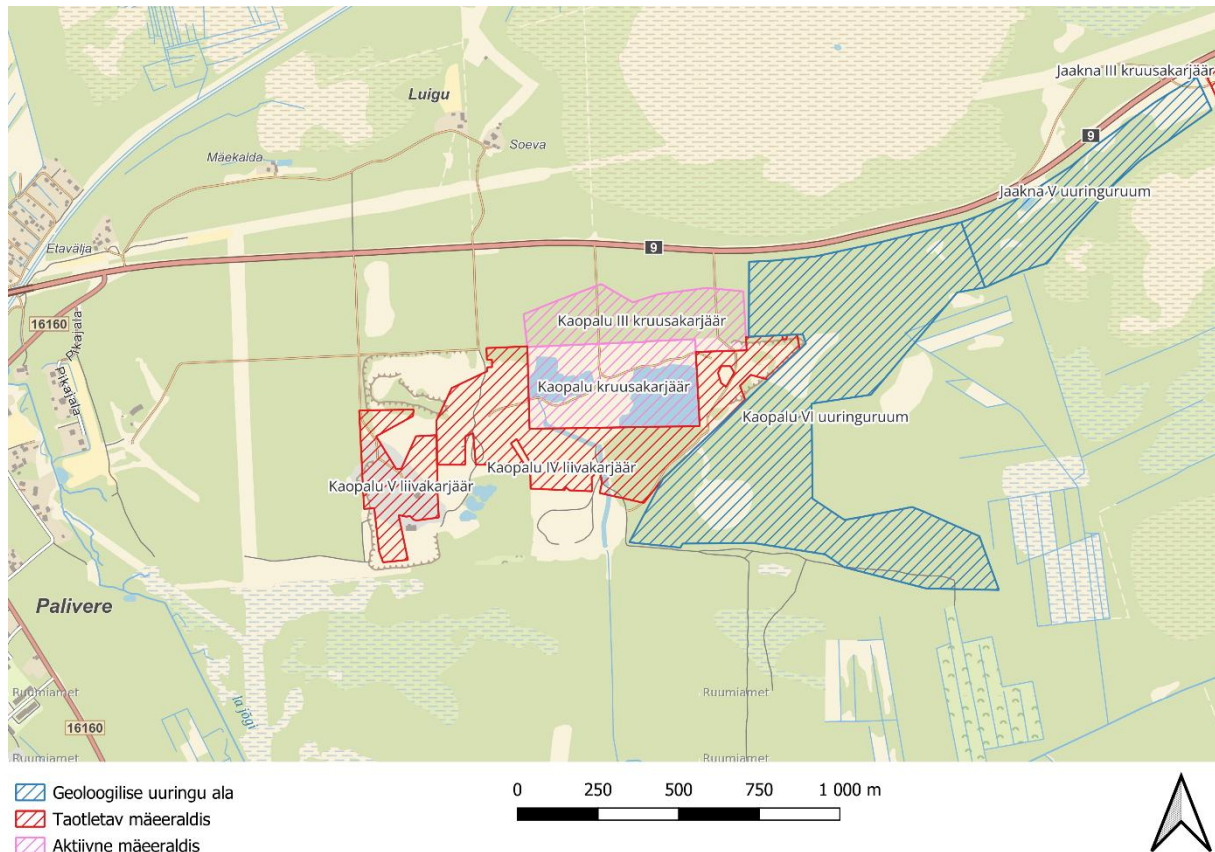 Jaakna III kruusakarjäär
Luigu
Soeva
9
Mäekalda
Jaakna V uuringuruum
Etavälja
9
16160
Pikajala
Pikajala
Kaopalu III kruusakarjäär
Kaopalu kruusakarjäär
Kaopalu VI uuringuruum
Kaopalu IV liivakarjäär
Kaopalu V liivakarjäär
Palivere
Ruumiamet
Ruumiamet
la jõgi
16160
Ruumiamet
Ruumiamet
Geoloogilise uuringu ala
Taotletav mäeeraldis
Aktiivne mäeeraldis
0 250 500 750 1 000 m